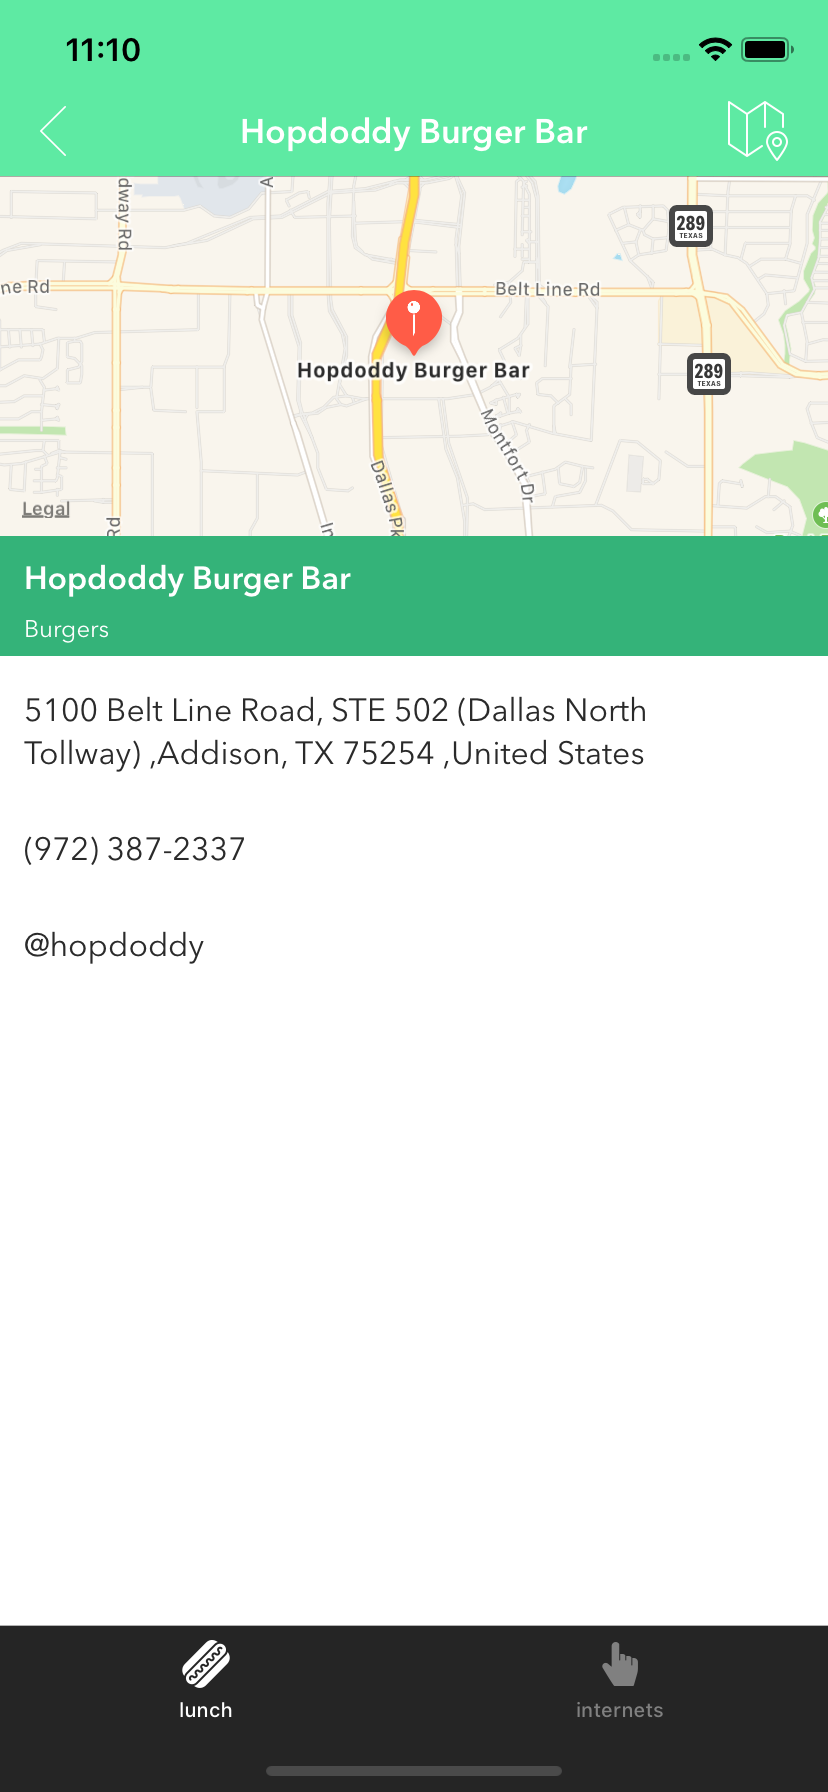 11:10
Hopdoddy Burger Bar
dway Rd
A
289
TEXAS
ne Rd
Belt Line Rd
Hopdoddy Burger Bar
289
TEXAS
Montfort Dr
Dallas Pk
Legal
Rd
In
Hopdoddy Burger Bar
Burgers
5100 Belt Line Road, STE 502 (Dallas North
Tollway) ,Addison, TX 75254 ,United States
(972) 387-2337
@hopdoddy
lunch
internets